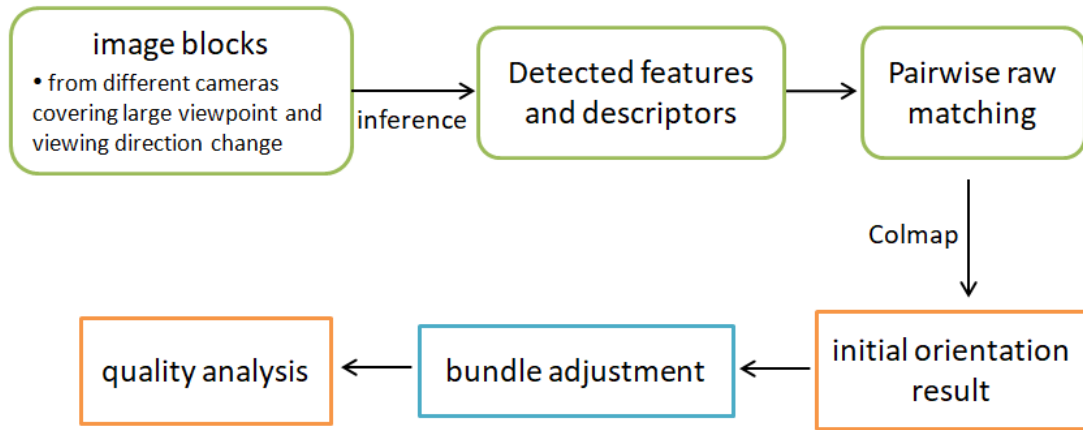 image blocks
• from different cameras
covering large viewpoint and
viewing direction change
inference
Detected features
and descriptors
Pairwise raw
matching
Colmap
initial orientation
result
bundle adjustment
quality analysis